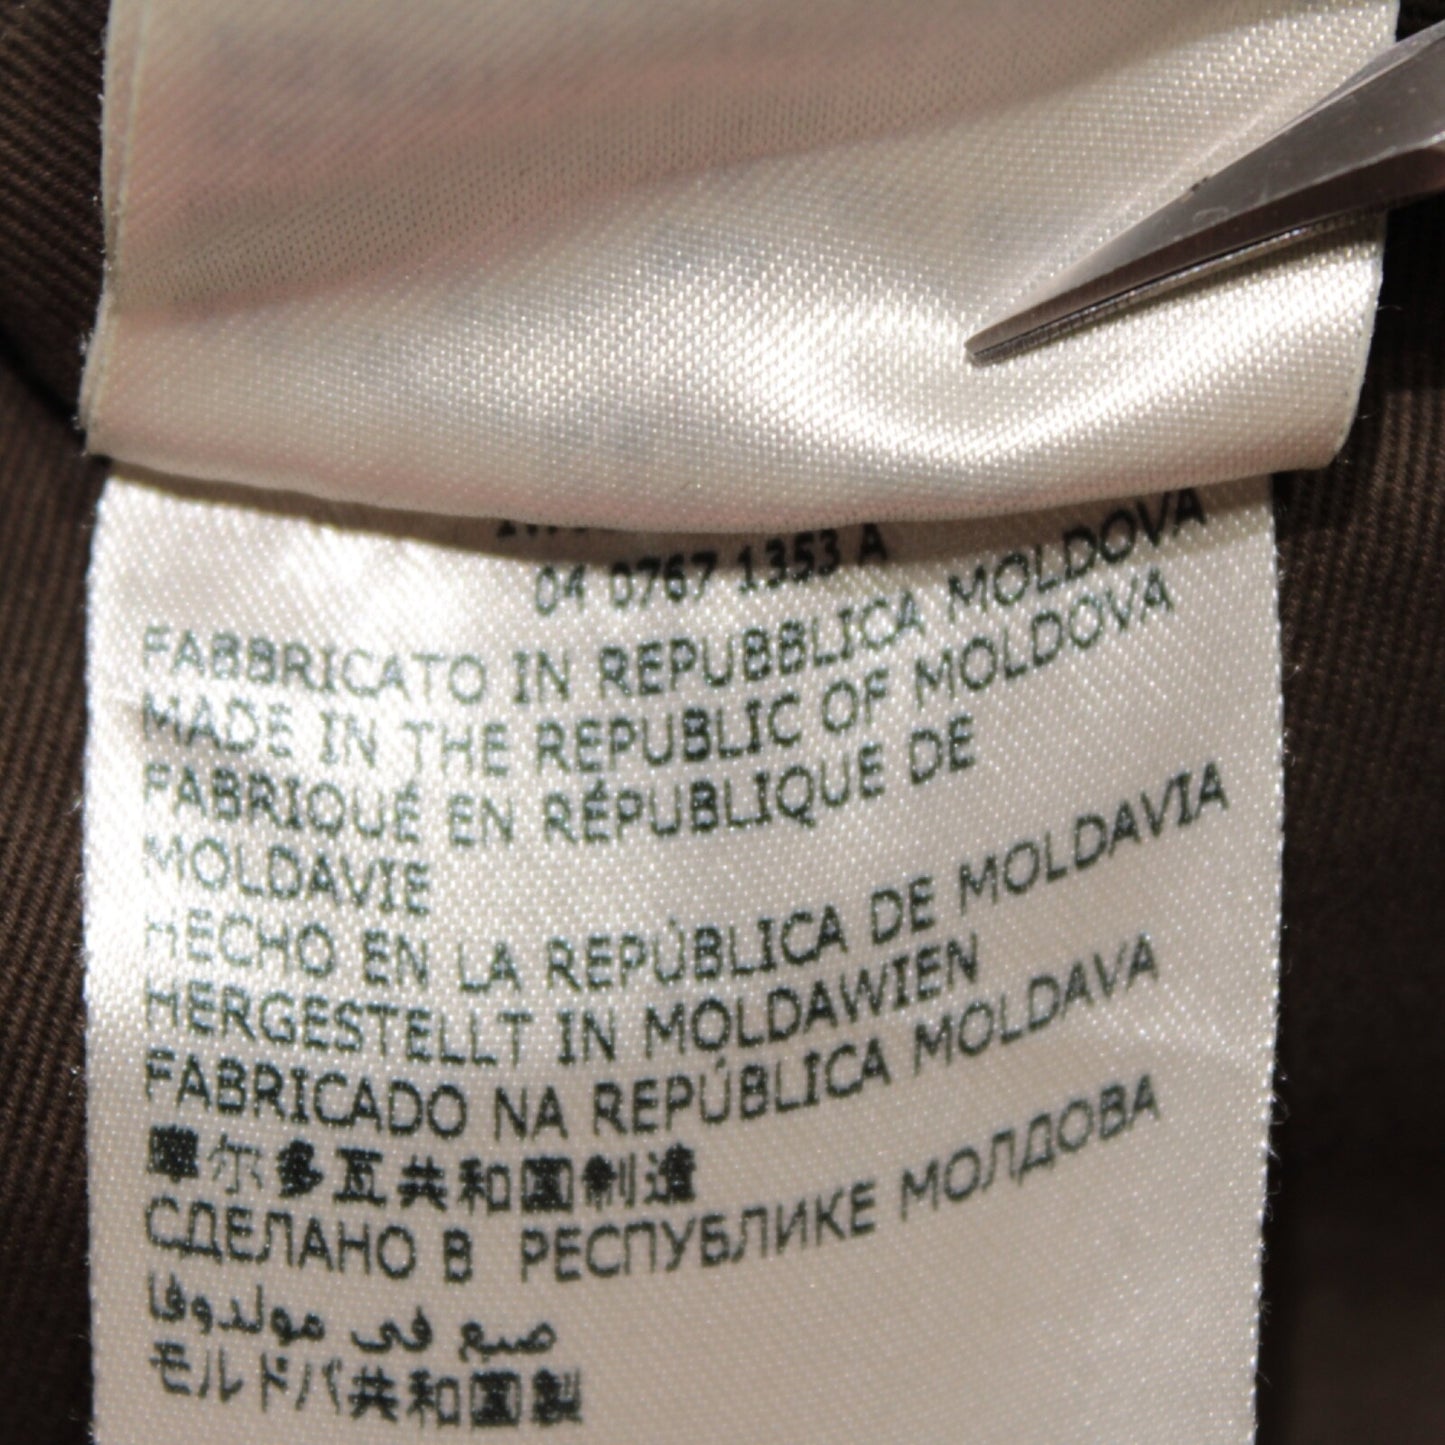 04 0767 1353 A
FABBRICATO IN REPUBBLICA MOLDOVA
MADE IN THE REPUBLIC OF MOLDOVA
FABRIQUÉ EN RÉPUBLIQUE DE
MOLDAVIE
HECHO EN LA REPÚBLICA DE MOLDAVIA
HERGESTELLT IN MOLDAWIEN
FABRICADO NA REPÚBLICA MOLDAVA
摩尔多瓦共和国制造
СДЕЛАНО В РЕСПУБЛИКЕ МОЛДОВА
صبع في مولدوفا
モルドバ共和国製